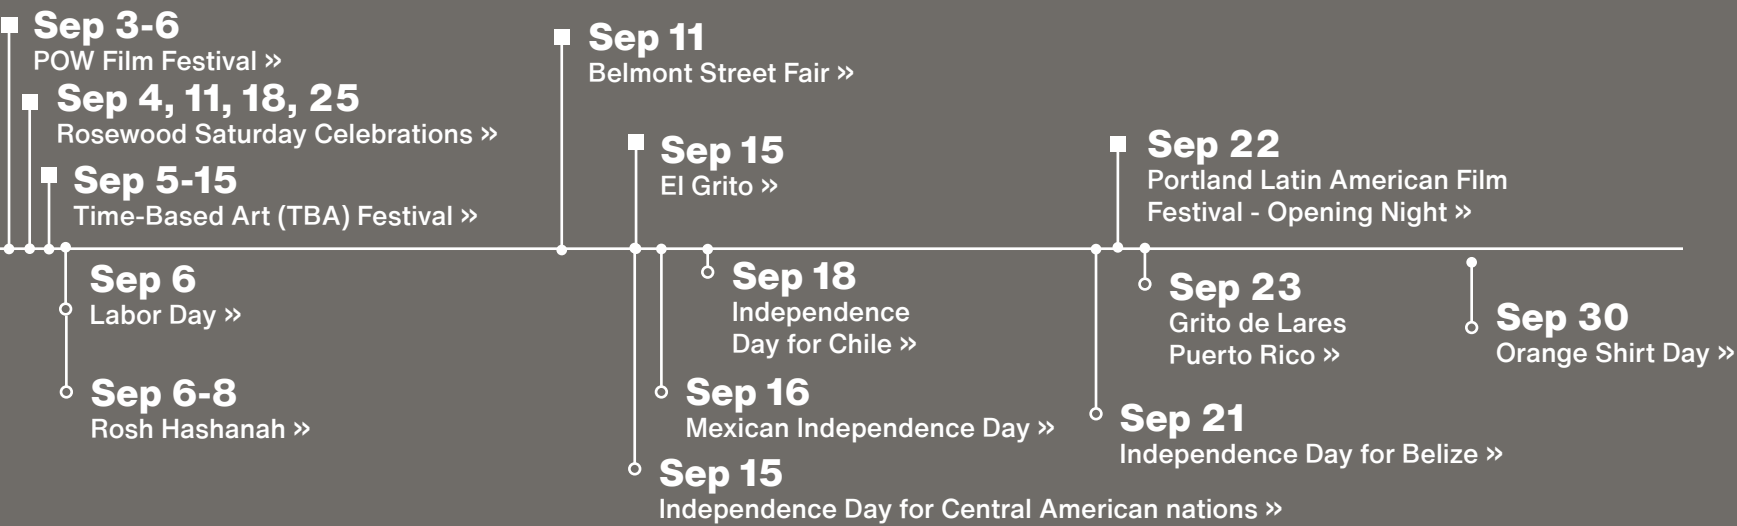 Sep 3-6
POW Film Festival »
Sep 4, 11, 18, 25
Rosewood Saturday Celebrations »
Sep 5-15
Time-Based Art (TBA) Festival »
Sep 6
Labor Day »
Sep 6-8
Rosh Hashanah »
Sep 11
Belmont Street Fair »
Sep 15
El Grito »
Sep 18
Independence
Day for Chile »
Sep 16
Mexican Independence Day »
Sep 15
Independence Day for Central American nations »
Sep 22
Portland Latin American Film
Festival - Opening Night »
Sep 23
Grito de Lares
Puerto Rico »
Sep 21
Independence Day for Belize »
Sep 30
Orange Shirt Day »